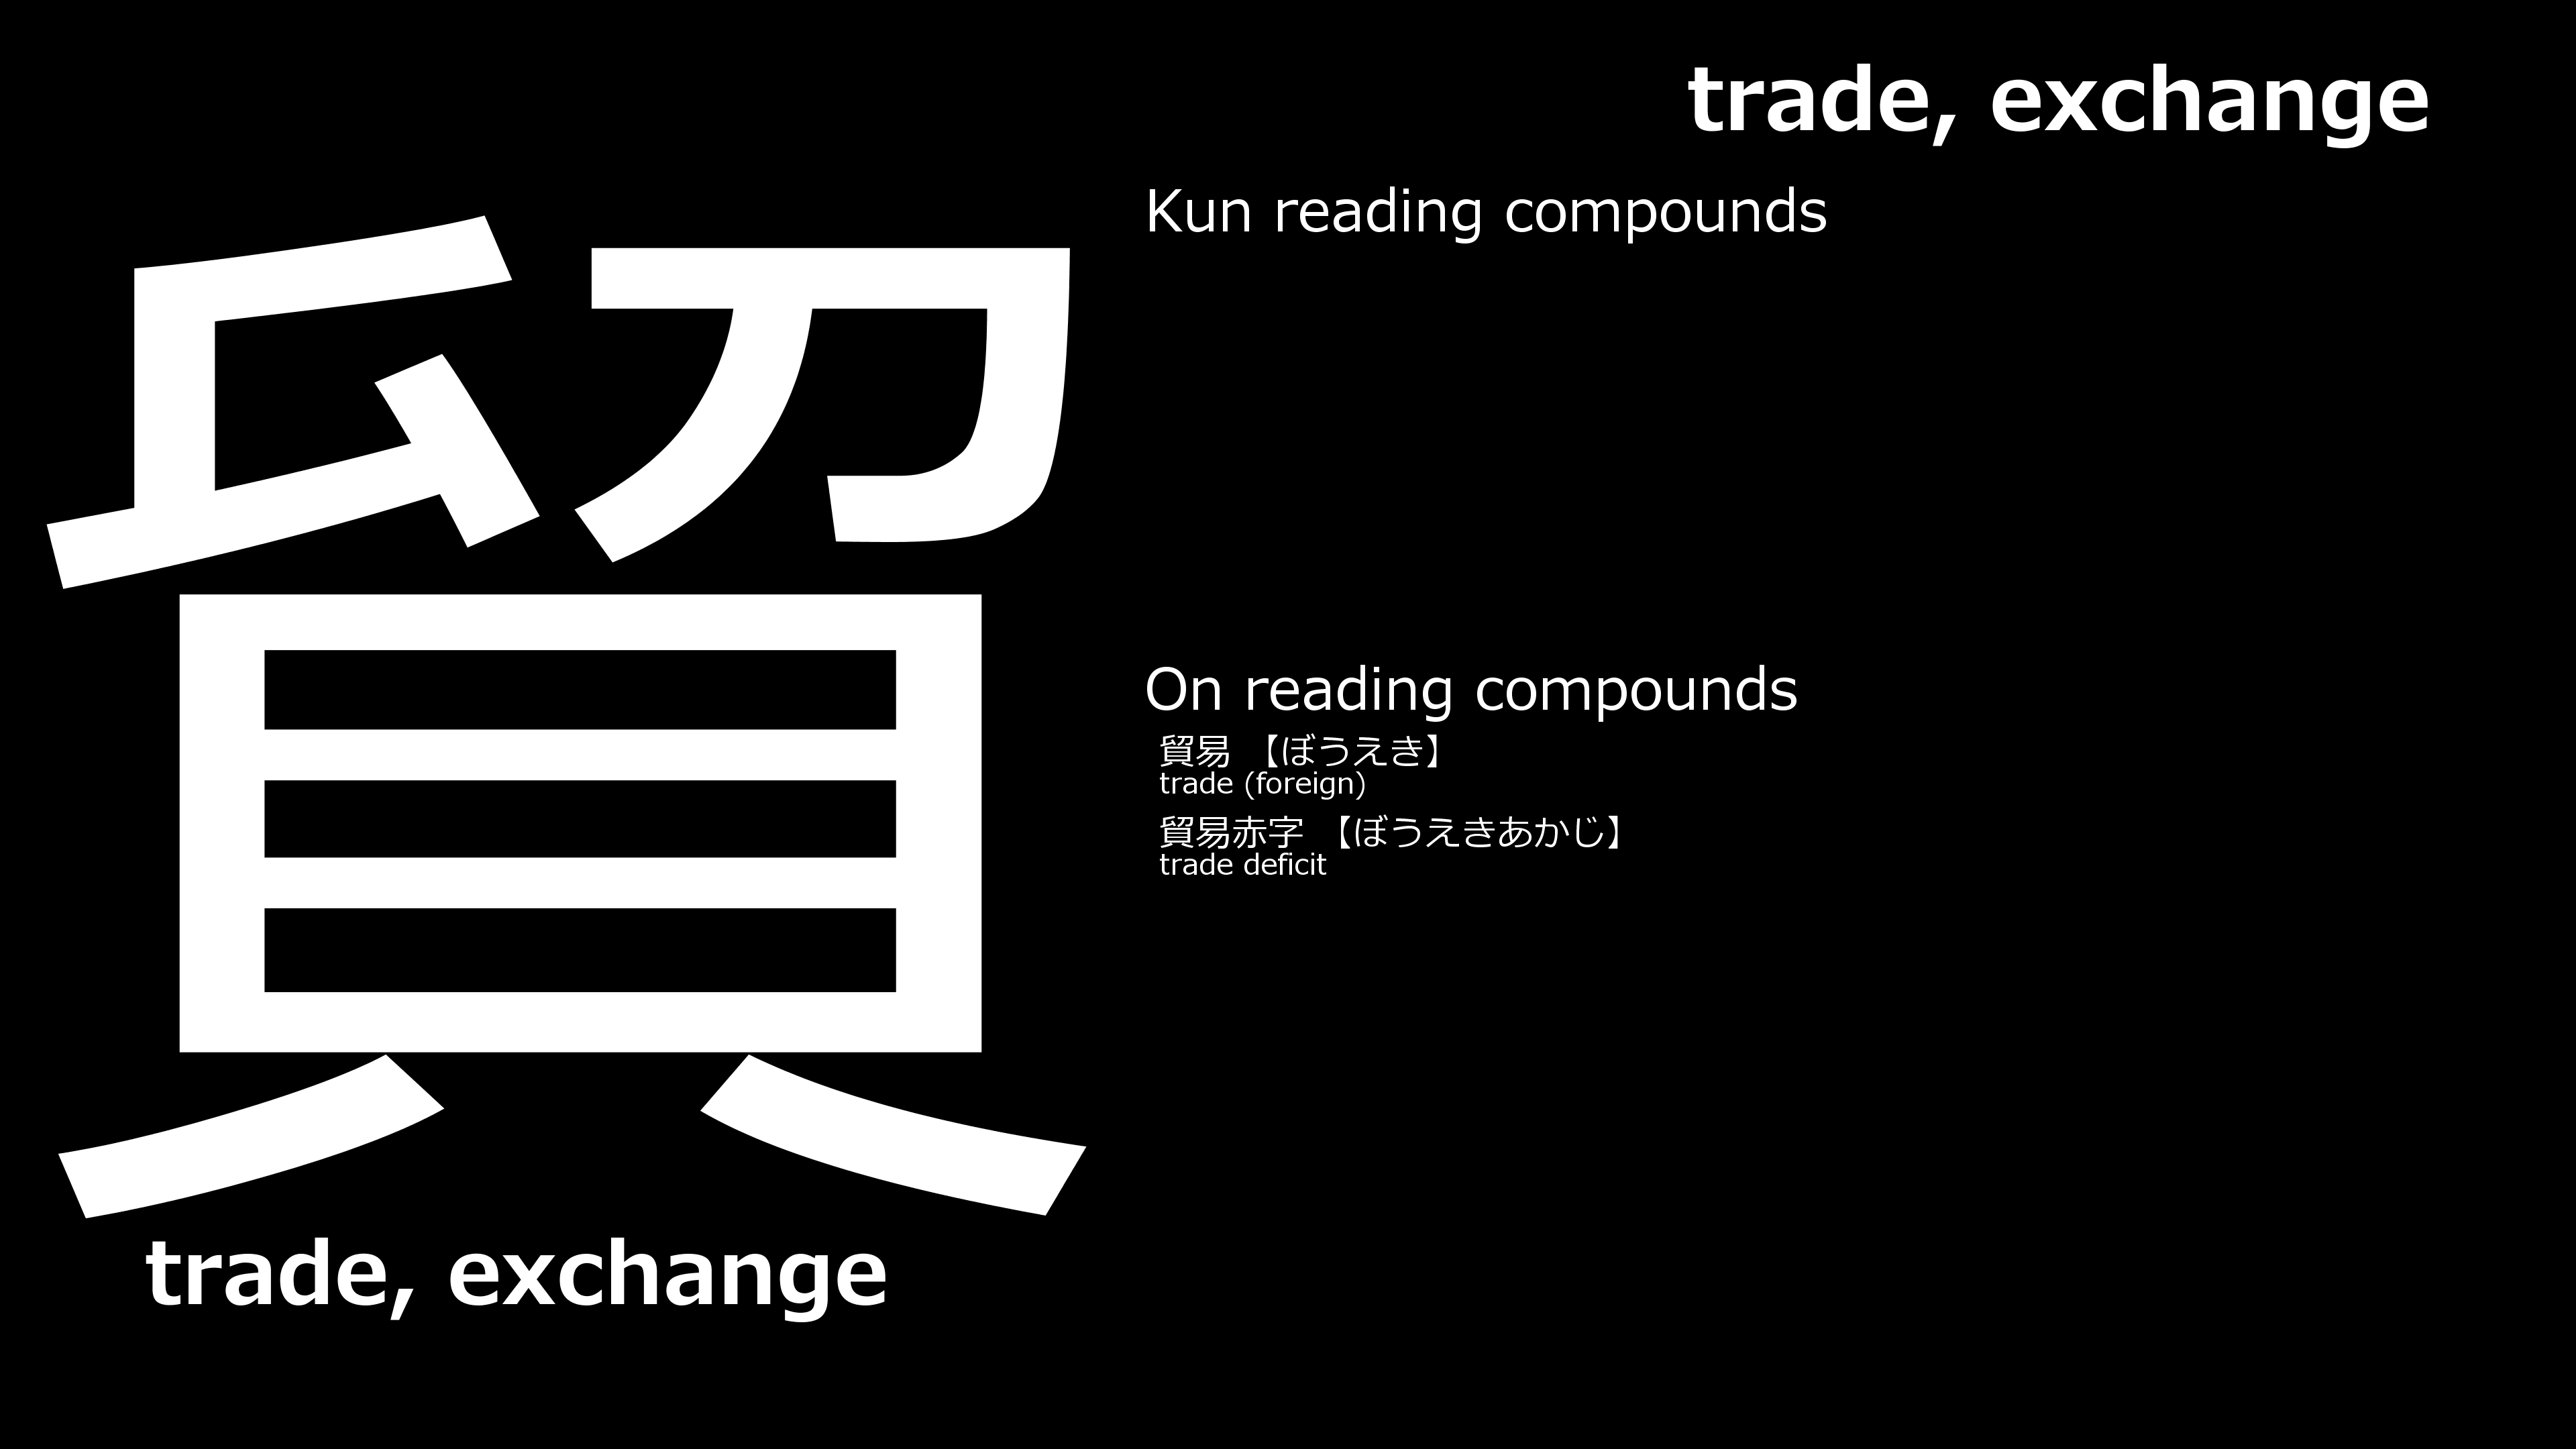 貿
trade, exchange
trade, exchange
Kun reading compounds
On reading compounds
貿易 【ぼうえき】
trade (foreign)
貿易赤字 【ぼうえきあかじ】
trade deficit